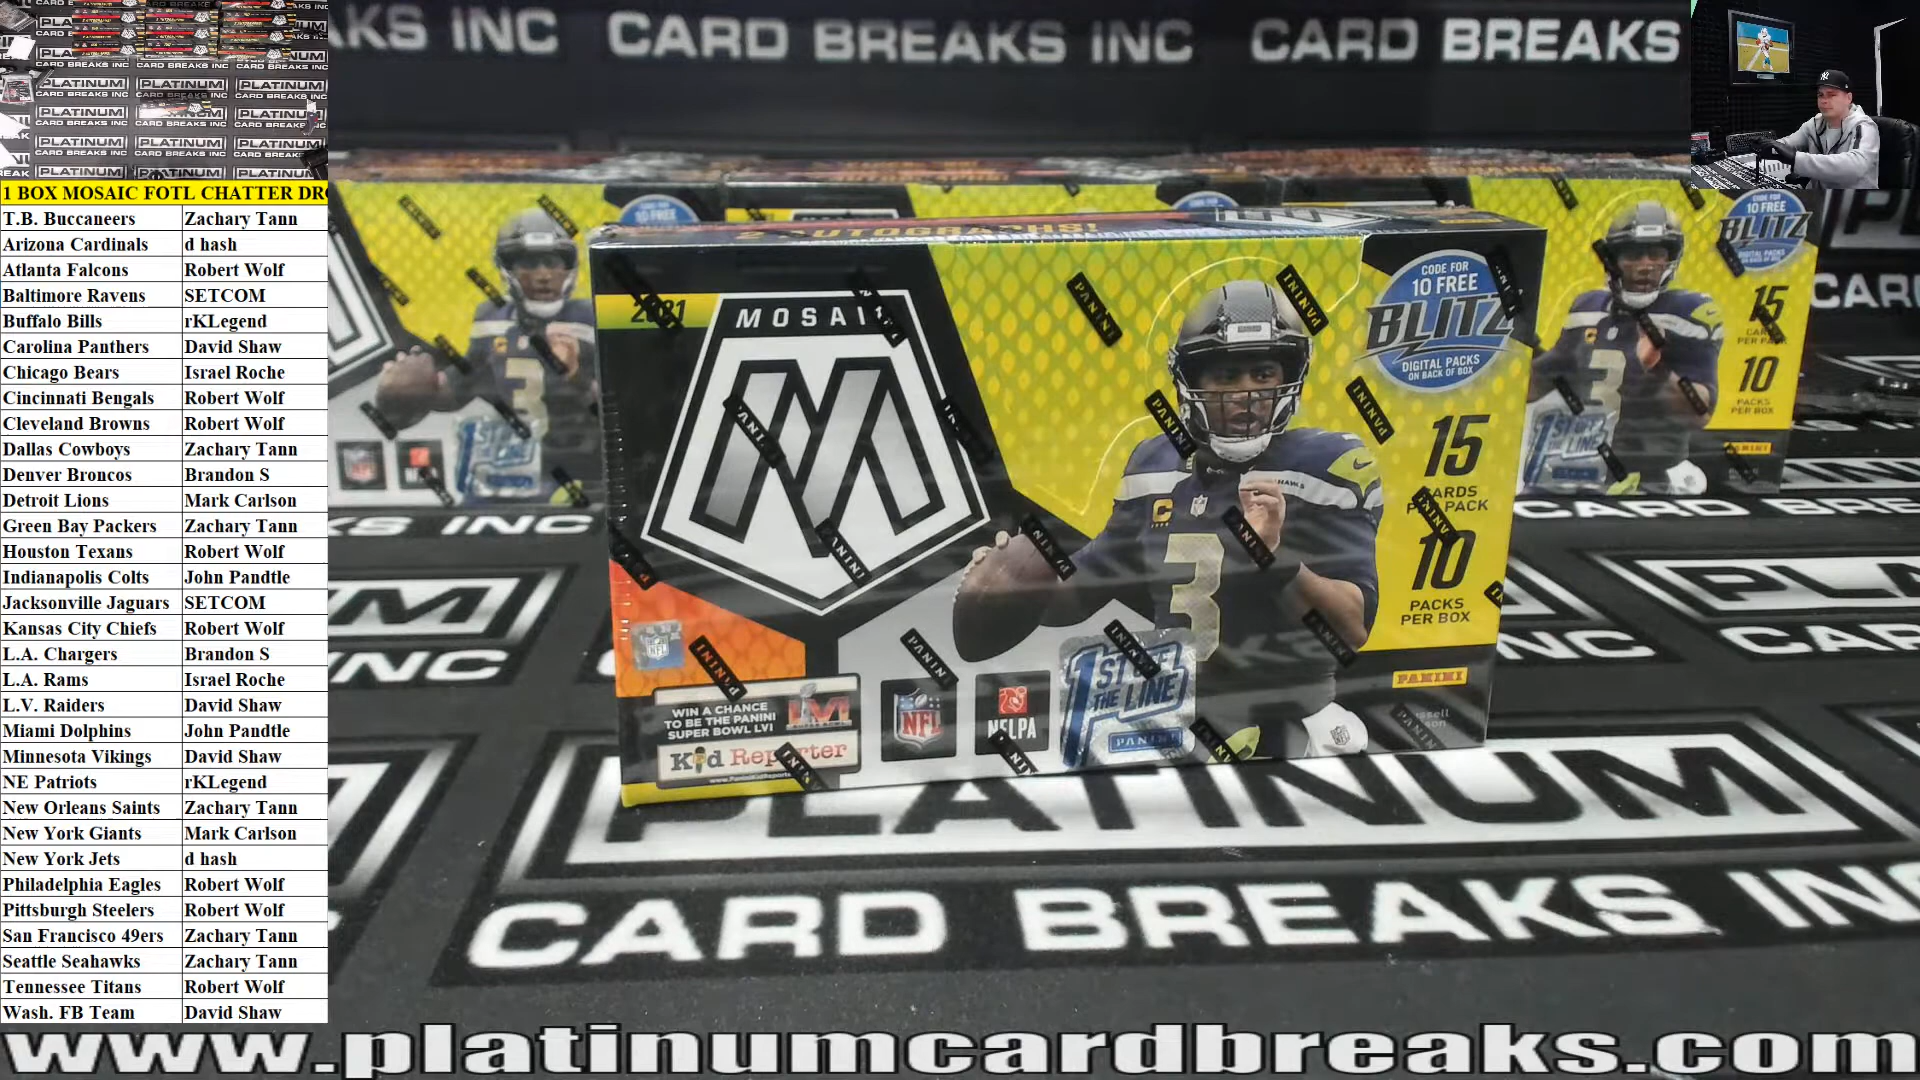 AKS INC CARD BREAKS INC CARD BREAKS
1 BOX MOSAIC FOTL CHATTER DR
T.B. Buccaneers Zachary Tann
Arizona Cardinals d hash
Atlanta Falcons Robert Wolf
Baltimore Ravens SETCOM
Buffalo Bills rKLegend
Carolina Panthers David Shaw
Chicago Bears Israel Roche
Cincinnati Bengals Robert Wolf
Cleveland Browns Robert Wolf
Dallas Cowboys Zachary Tann
Denver Broncos Brandon S
Detroit Lions Mark Carlson
Green Bay Packers Zachary Tann
Houston Texans Robert Wolf
Indianapolis Colts John Pandtle
Jacksonville Jaguars SETCOM
Kansas City Chiefs Robert Wolf
L.A. Chargers Brandon S
L.A. Rams Israel Roche
L.V. Raiders David Shaw
Miami Dolphins John Pandtle
Minnesota Vikings David Shaw
NE Patriots rKLegend
New Orleans Saints Zachary Tann
New York Giants Mark Carlson
New York Jets d hash
Philadelphia Eagles Robert Wolf
Pittsburgh Steelers Robert Wolf
San Francisco 49ers Zachary Tann
Seattle Seahawks Zachary Tann
Tennessee Titans Robert Wolf
Wash. FB Team David Shaw
2 AUTOGRAPHS!
2021
MOSAIC
CODE FOR
10 FREE
BLITZ
DIGITAL PACKS
ON BACK OF BOX
15
CARDS
PER PACK
10
PACKS
PER BOX
PANINI
3
WIN A CHANCE
TO BE THE PANINI
SUPER BOWL LVI
Kid Reporter
LVI
NFL
NFLPA
1ST OFF
THE LINE
PANINI
PLATINUM
CARD BREAKS INC
www.platinumcardbreaks.com